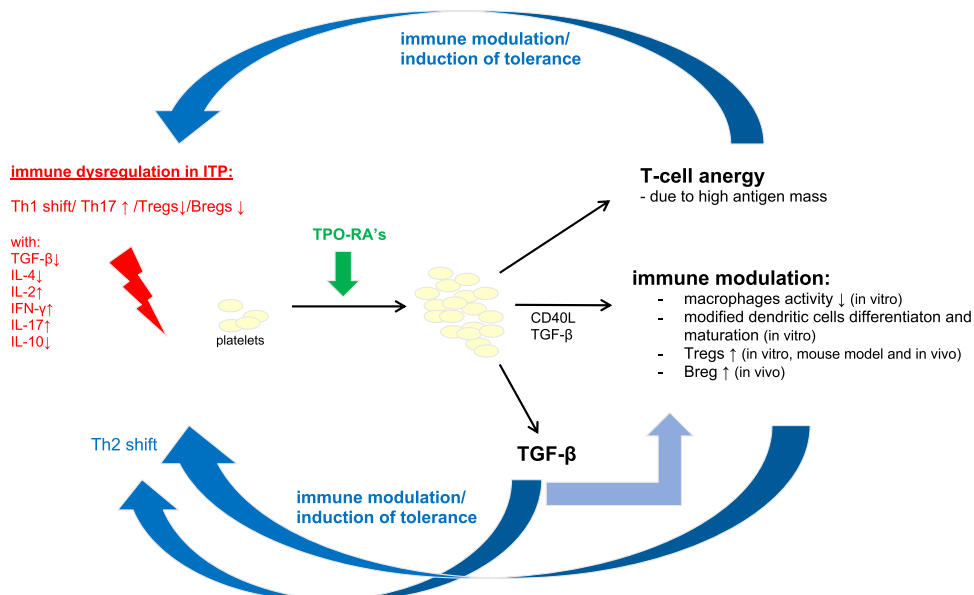 immune modulation/
induction of tolerance
immune dysregulation in ITP:
Th1 shift/ Th17 ↑ /Tregs↓/Bregs ↓
with:
TGF-β↓
IL-4↓
IL-2↑
IFN-γ↑
IL-17↑
IL-10↓
TPO-RA's
platelets
CD40L
TGF-β
T-cell anergy
- due to high antigen mass
immune modulation:
- macrophages activity ↓ (in vitro)
- modified dendritic cells differentiaton and
maturation (in vitro)
- Tregs ↑ (in vitro, mouse model and in vivo)
- Breg ↑ (in vivo)
Th2 shift
TGF-β
immune modulation/
induction of tolerance